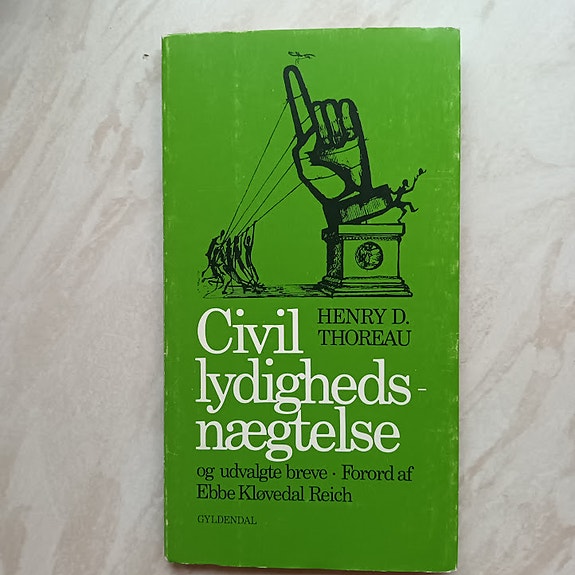 HENRY D.
THOREAU
Civil
lydigheds-
nægtelse
og udvalgte breve · Forord af
Ebbe Kløvedal Reich
GYLDENDAL